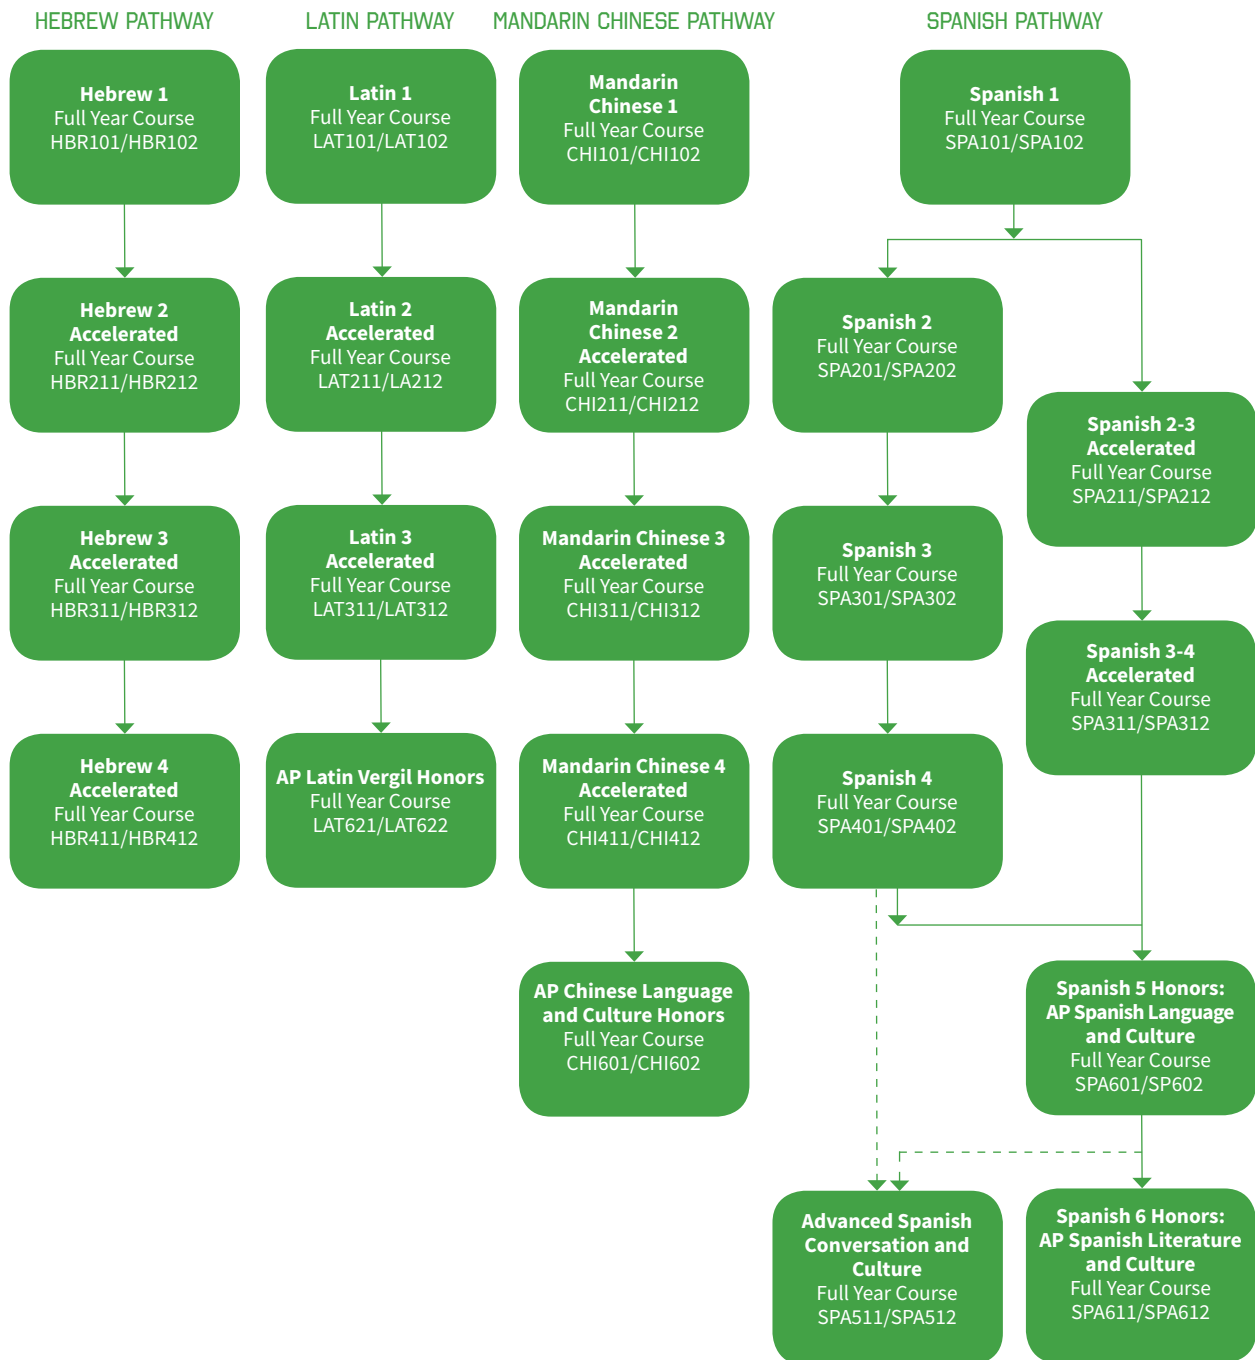 HEBREW PATHWAY
LATIN PATHWAY
MANDARIN CHINESE PATHWAY
SPANISH PATHWAY
Hebrew 1
Full Year Course
HBR101/HBR102
Latin 1
Full Year Course
LAT101/LAT102
Mandarin
Chinese 1
Full Year Course
CHI101/CHI102
Spanish 1
Full Year Course
SPA101/SPA102
Hebrew 2
Accelerated
Full Year Course
HBR211/HBR212
Latin 2
Accelerated
Full Year Course
LAT211/LA212
Mandarin
Chinese 2
Accelerated
Full Year Course
CHI211/CHI212
Spanish 2
Full Year Course
SPA201/SPA202
Spanish 2-3
Accelerated
Full Year Course
SPA211/SPA212
Hebrew 3
Accelerated
Full Year Course
HBR311/HBR312
Latin 3
Accelerated
Full Year Course
LAT311/LAT312
Mandarin Chinese 3
Accelerated
Full Year Course
CHI311/CHI312
Spanish 3
Full Year Course
SPA301/SPA302
Spanish 3-4
Accelerated
Full Year Course
SPA311/SPA312
Hebrew 4
Accelerated
Full Year Course
HBR411/HBR412
AP Latin Vergil Honors
Full Year Course
LAT621/LAT622
Mandarin Chinese 4
Accelerated
Full Year Course
CHI411/CHI412
Spanish 4
Full Year Course
SPA401/SPA402
AP Chinese Language
and Culture Honors
Full Year Course
CHI601/CHI602
Spanish 5 Honors:
AP Spanish Language
and Culture
Full Year Course
SPA601/SP602
Advanced Spanish
Conversation and
Culture
Full Year Course
SPA511/SPA512
Spanish 6 Honors:
AP Spanish Literature
and Culture
Full Year Course
SPA611/SPA612